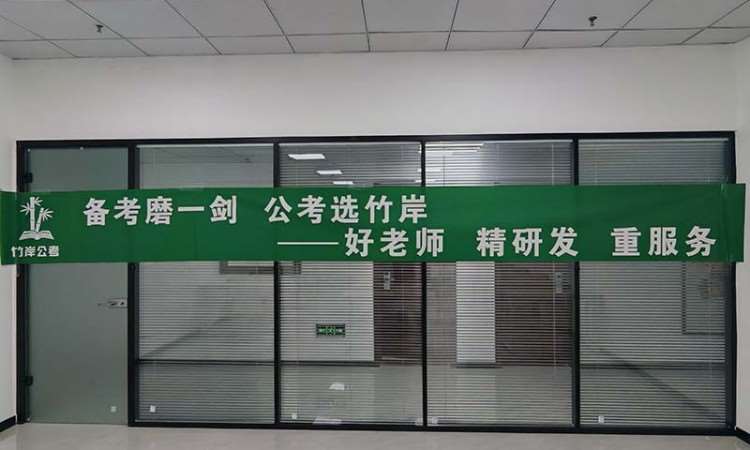 备考磨一剑 公考选竹岸
——好老师 精研发 重服务
竹岸公考